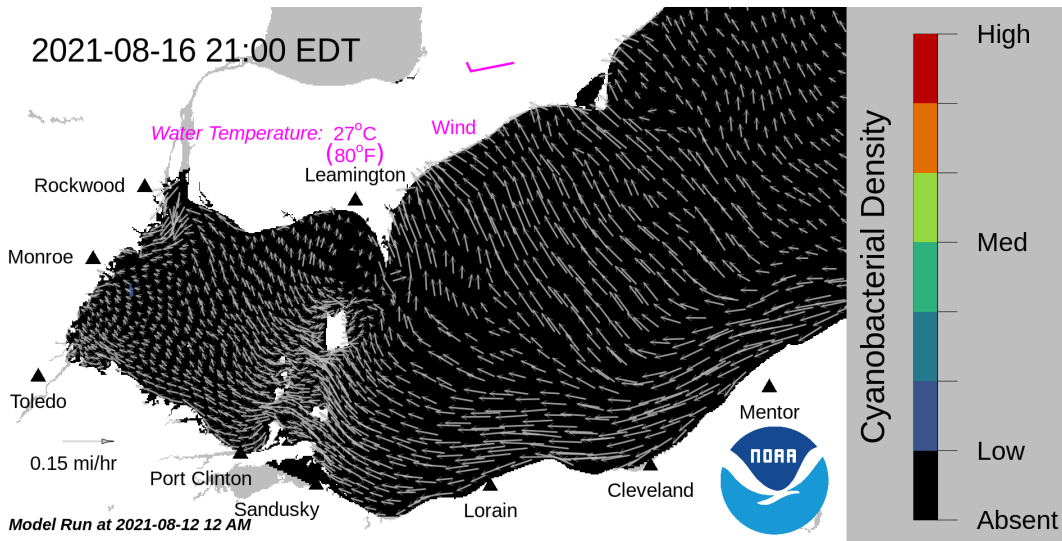 2021-08-16 21:00 EDT
Water Temperature: 27°C
(80°F)
Wind
Leamington
Rockwood
Monroe
Toledo
0.15 mi/hr
Port Clinton
Sandusky
Lorain
Cleveland
Mentor
NOAA
Model Run at 2021-08-12 12 AM
Cyanobacterial Density
High
Med
Low
Absent